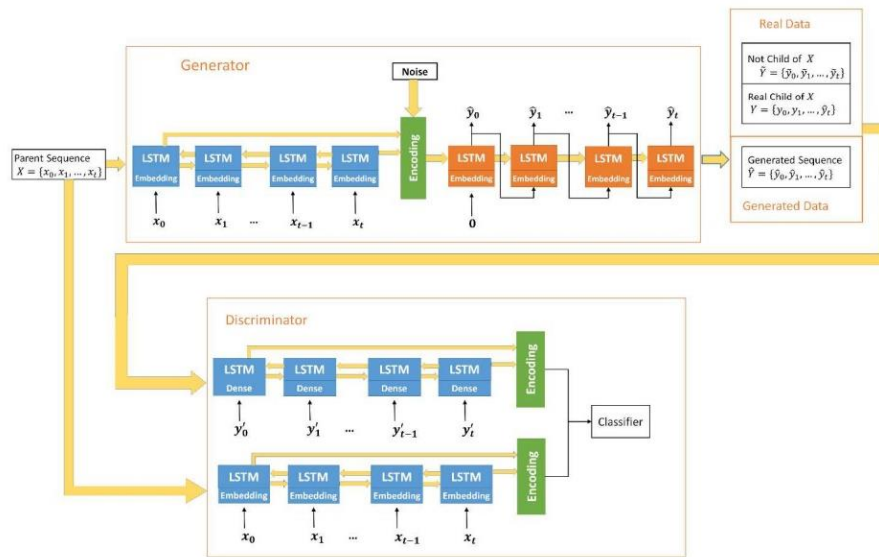 Real Data
Generator
Noise
Not Child of X
Ỹ = {ỹ₀, ỹ₁, …, ỹₜ}
Real Child of X
Y = {y₀, y₁, …, ŷₜ}
ŷ₀ ŷ₁ … ŷₜ₋₁ ŷₜ
Parent Sequence
X = {x₀, x₁, …, xₜ}
LSTM LSTM LSTM LSTM Encoding LSTM LSTM LSTM LSTM
Embedding Embedding Embedding Embedding Embedding Embedding Embedding Embedding
Generated Sequence
Ŷ = {ŷ₀, ŷ₁, …, ŷₜ}
Generated Data
x₀ x₁ … xₜ₋₁ xₜ 0
Discriminator
LSTM LSTM LSTM LSTM Encoding
Dense Dense Dense Dense
y′₀ y′₁ … y′ₜ₋₁ y′ₜ
Classifier
LSTM LSTM LSTM LSTM Encoding
Embedding Embedding Embedding Embedding
x₀ x₁ … xₜ₋₁ xₜ